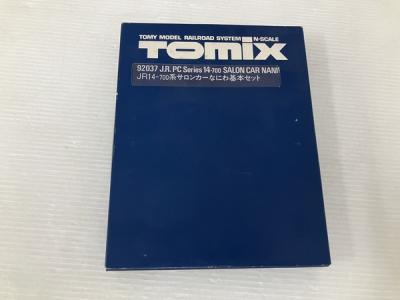 TOMY MODEL RAILROAD SYSTEM N-SCALE
TOMIX
92037 J.R. PC Series 14-700 SALON CAR NANI
JR14-700系サロンカーなにわ基本セット